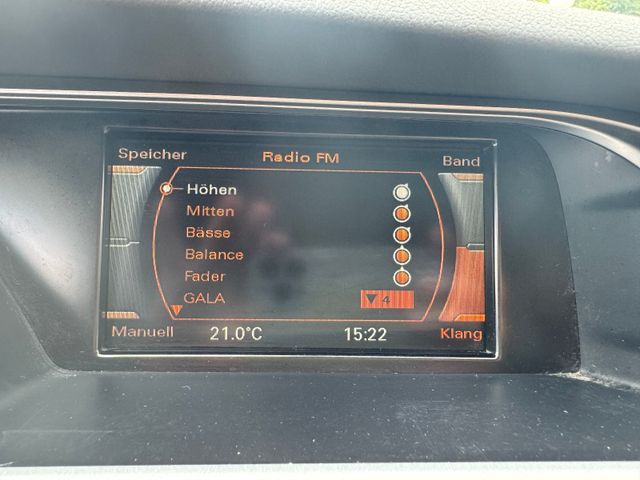 Speicher Radio FM Band
Höhen
Mitten
Bässe
Balance
Fader
GALA 4
Manuell 21.0°C 15:22 Klang